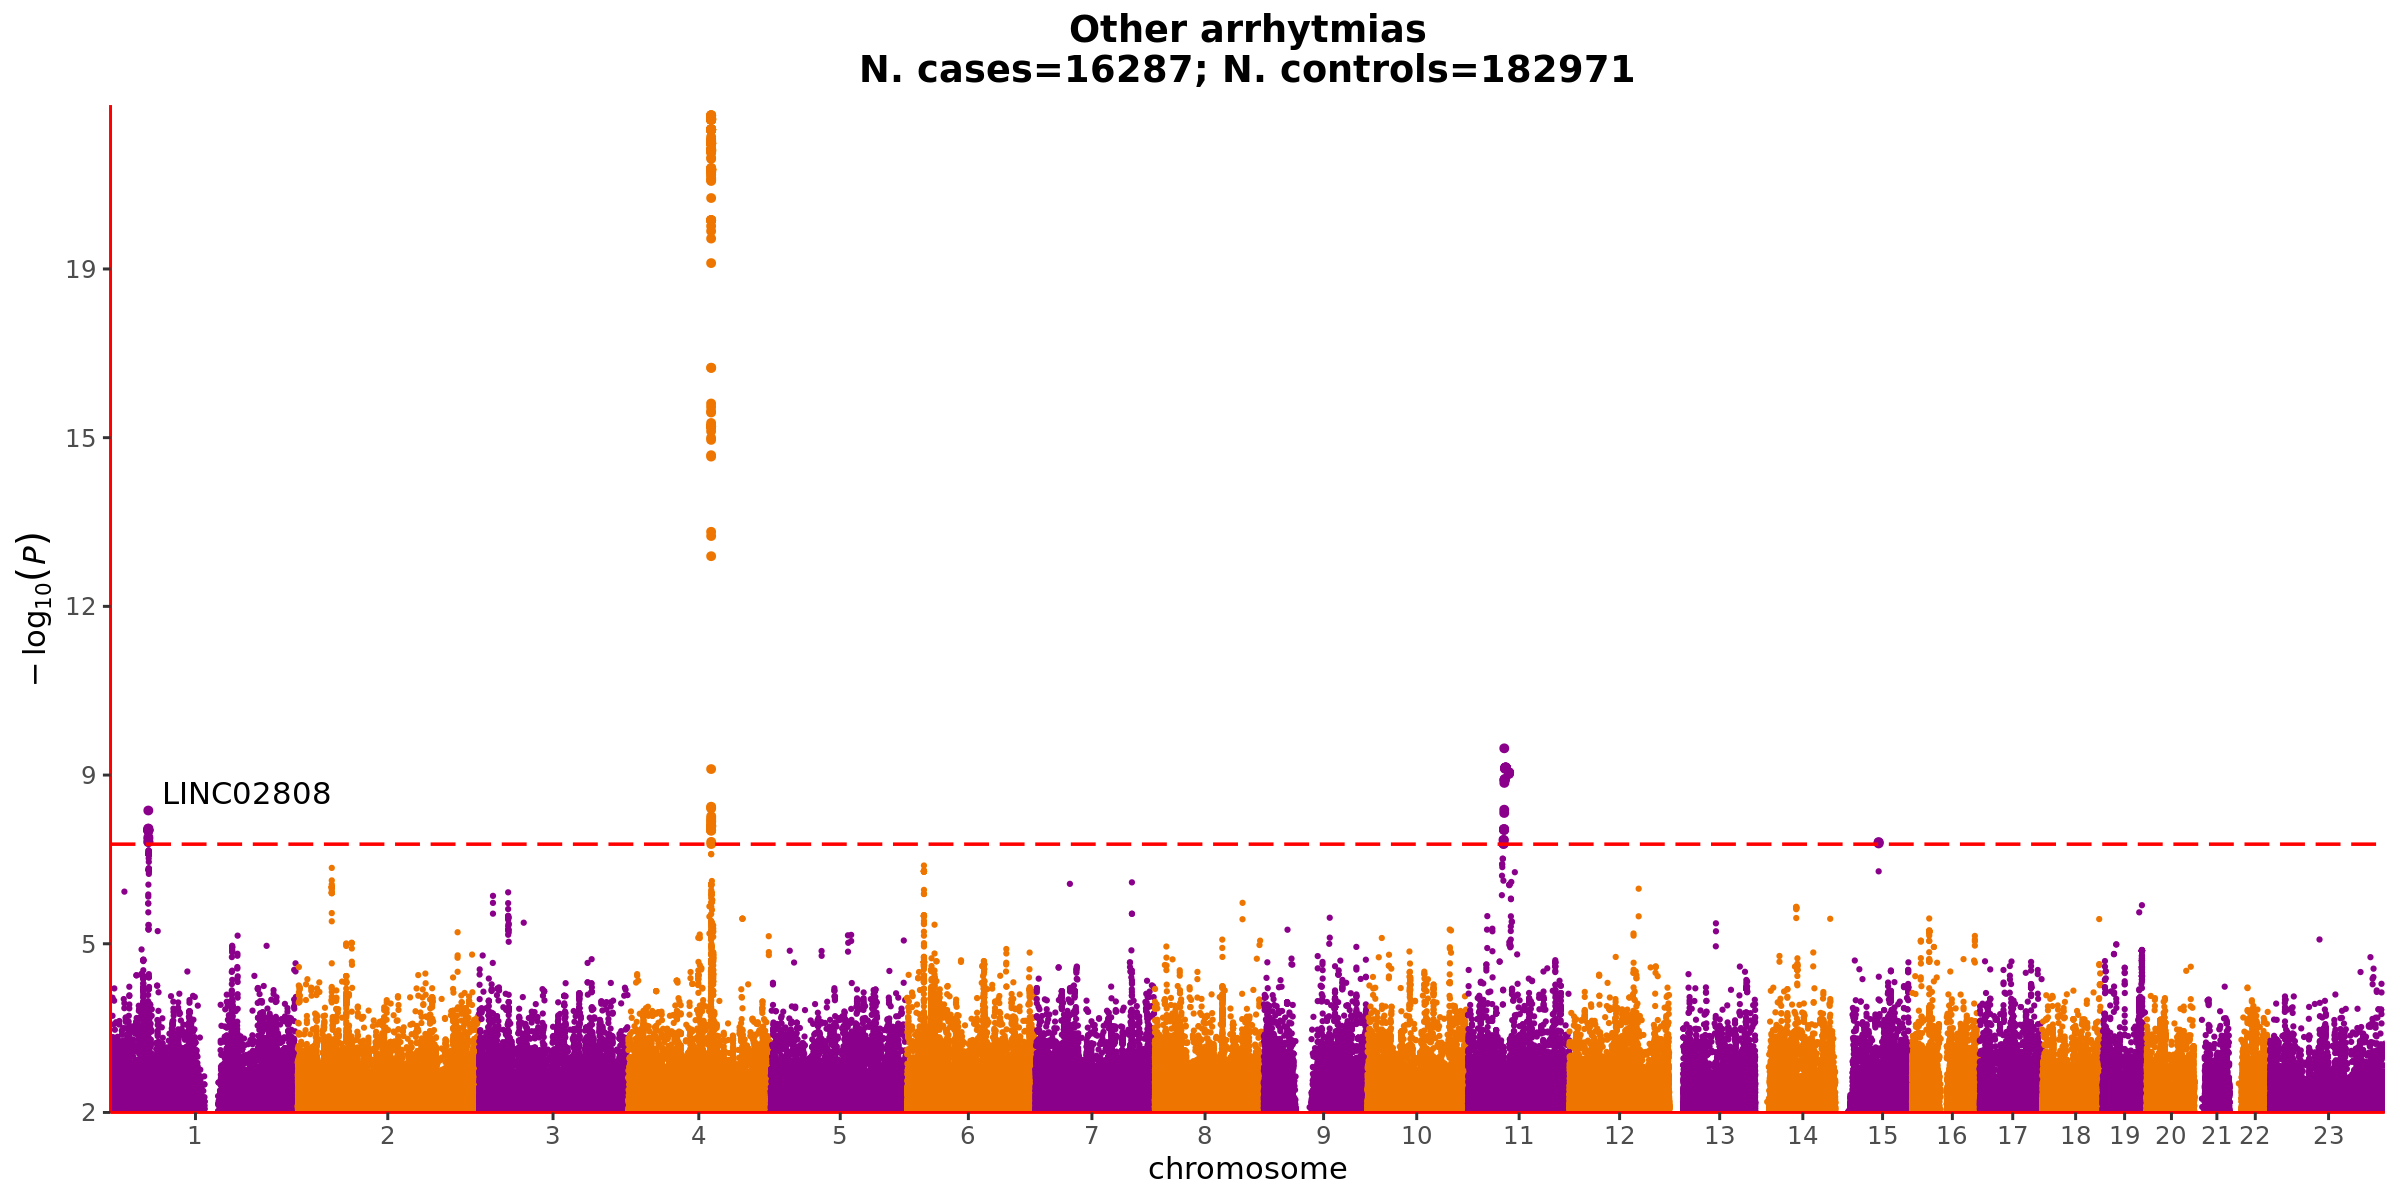 Other arrhytmias
N. cases=16287; N. controls=182971
19
15
12
9
5
2
− log10(P)
LINC02808
1 2 3 4 5 6 7 8 9 10 11 12 13 14 15 16 17 18 19 20 21 22 23
chromosome